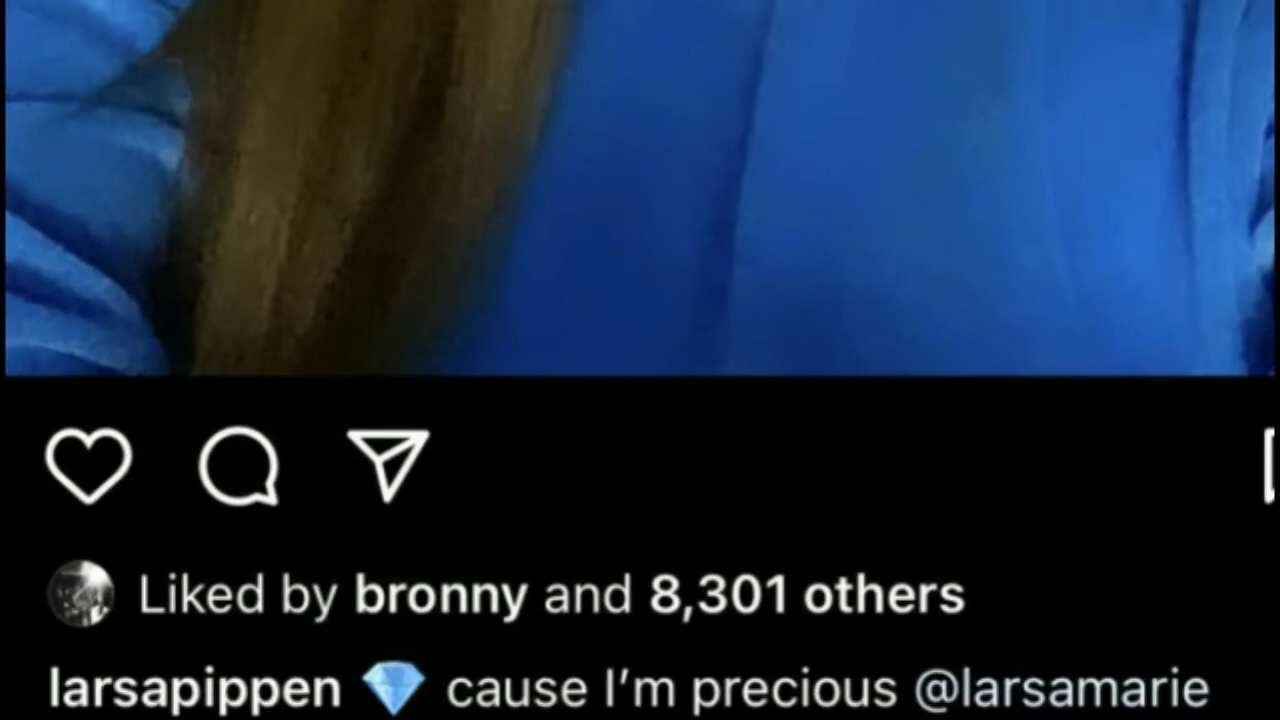 Liked by bronny and 8,301 others
larsapippen 💎 cause I'm precious @larsamarie